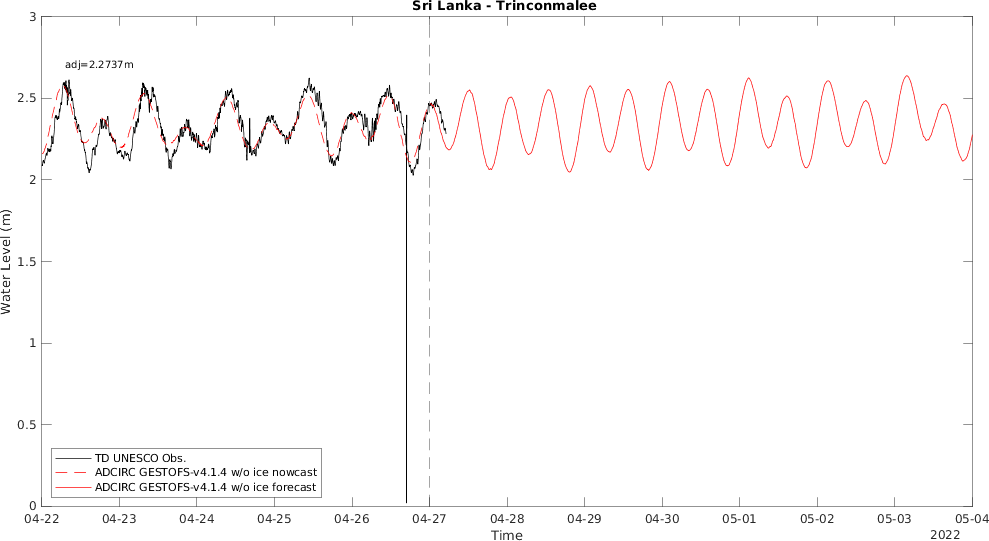 Sri Lanka - Trinconmalee
adj=2.2737m
3
2.5
2
1.5
1
0.5
0
Water Level (m)
TD UNESCO Obs.
ADCIRC GESTOFS-v4.1.4 w/o ice nowcast
ADCIRC GESTOFS-v4.1.4 w/o ice forecast
04-22 04-23 04-24 04-25 04-26 04-27 04-28 04-29 04-30 05-01 05-02 05-03 05-04
Time
2022